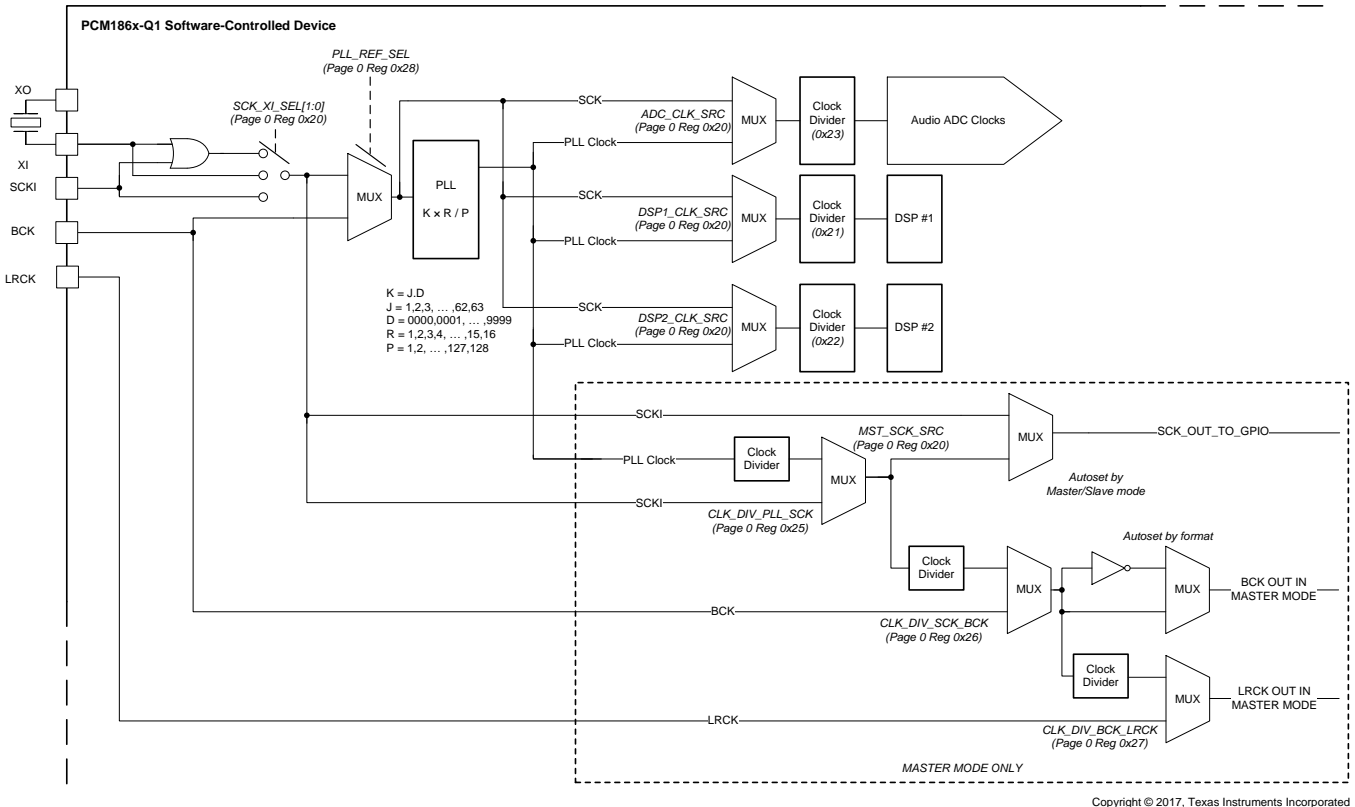 PCM186x-Q1 Software-Controlled Device
PLL_REF_SEL
(Page 0 Reg 0x28)
XO
SCK_XI_SEL[1:0]
(Page 0 Reg 0x20)
XI
SCKI
BCK
LRCK
MUX
PLL
K x R / P
K = J.D
J = 1,2,3, ... ,62,63
D = 0000,0001, ... ,9999
R = 1,2,3,4, ... ,15,16
P = 1,2, ... ,127,128
SCK
ADC_CLK_SRC
(Page 0 Reg 0x20)
PLL Clock
MUX
Clock
Divider
(0x23)
Audio ADC Clocks
SCK
DSP1_CLK_SRC
(Page 0 Reg 0x20)
PLL Clock
MUX
Clock
Divider
(0x21)
DSP #1
SCK
DSP2_CLK_SRC
(Page 0 Reg 0x20)
PLL Clock
MUX
Clock
Divider
(0x22)
DSP #2
SCKI
MST_SCK_SRC
(Page 0 Reg 0x20)
MUX
SCK_OUT_TO_GPIO
Autoset by
Master/Slave mode
PLL Clock
Clock
Divider
MUX
SCKI
CLK_DIV_PLL_SCK
(Page 0 Reg 0x25)
Autoset by format
Clock
Divider
MUX
MUX
BCK OUT IN
MASTER MODE
BCK
CLK_DIV_SCK_BCK
(Page 0 Reg 0x26)
Clock
Divider
MUX
LRCK OUT IN
MASTER MODE
LRCK
CLK_DIV_BCK_LRCK
(Page 0 Reg 0x27)
MASTER MODE ONLY
Copyright © 2017, Texas Instruments Incorporated